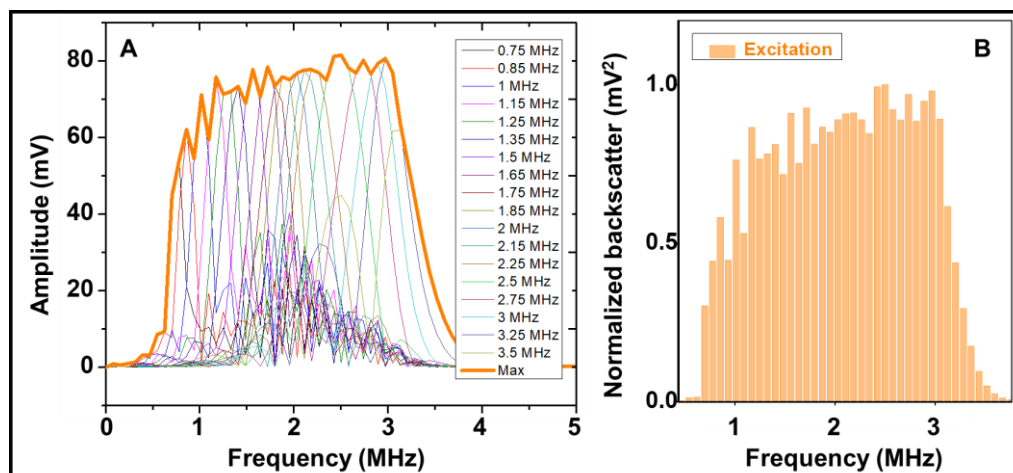 A
80
60
40
20
0
0
1
2
3
4
5
Amplitude (mV)
Frequency (MHz)
0.75 MHz
0.85 MHz
1 MHz
1.15 MHz
1.25 MHz
1.35 MHz
1.5 MHz
1.65 MHz
1.75 MHz
1.85 MHz
2 MHz
2.15 MHz
2.25 MHz
2.5 MHz
2.75 MHz
3 MHz
3.25 MHz
3.5 MHz
Max
B
Excitation
1.0
0.5
0.0
1
2
3
Normalized backscatter (mV²)
Frequency (MHz)